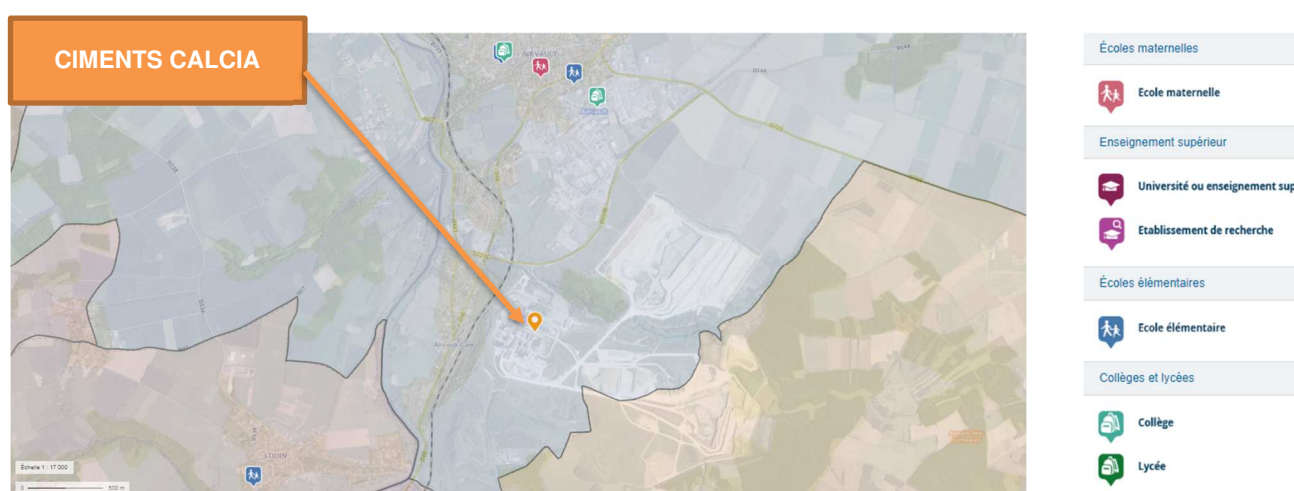 CIMENTS CALCIA
AIRVAULT
LOUIN
Échelle 1 : 17 000
0
500 m
Écoles maternelles
Ecole maternelle
Enseignement supérieur
Université ou enseignement sup
Etablissement de recherche
Écoles élémentaires
Ecole élémentaire
Collèges et lycées
Collège
Lycée